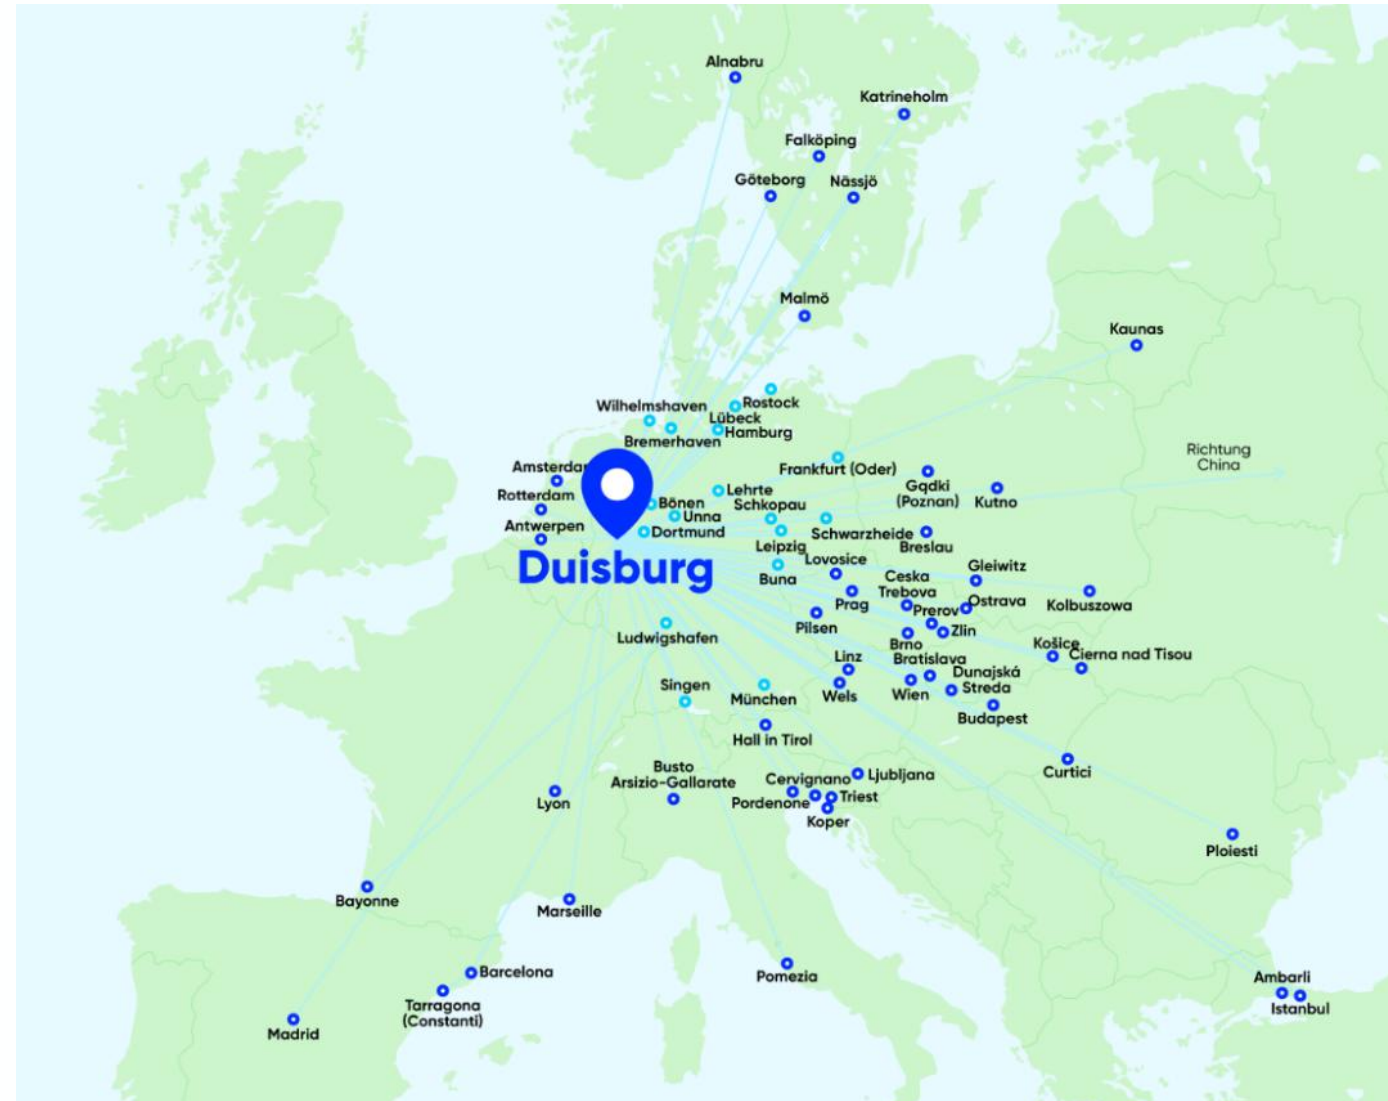 Alnabru
Katrineholm
Falköping
Göteborg
Nässjö
Malmö
Kaunas
Wilhelmshaven
Rostock
Lübeck
Hamburg
Bremerhaven
Richtung
China
Amsterda
Frankfurt (Oder)
Gądki
(Poznan)
Kutno
Rotterdam
Lehrte
Bönen
Schkopau
Unna
Antwerpen
Dortmund
Schwarzheide
Breslau
Leipzig
Duisburg
Lovosice
Gleiwitz
Buna
Ceska
Trebova
Prag
Ostrava
Kolbuszowa
Prerov
Pilsen
Zlin
Ludwigshafen
Brno
Košice
Čierna nad Tisou
Linz
Bratislava
Dunajská
Streda
Singen
München
Wels
Wien
Budapest
Hall in Tirol
Busto
Arsizio-Gallarate
Cervignano
Ljubljana
Curtici
Lyon
Pordenone
Triest
Koper
Ploiesti
Bayonne
Marseille
Barcelona
Pomezia
Ambarli
Tarragona
(Constanti)
Istanbul
Madrid